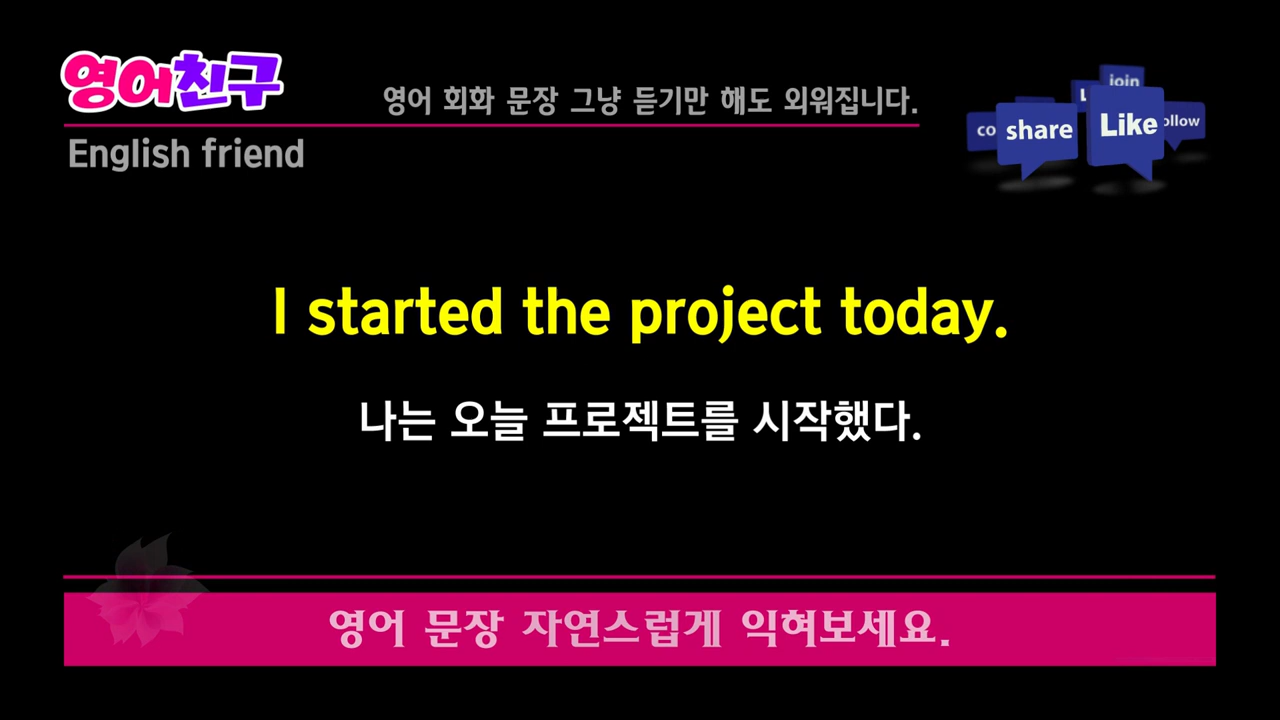 영어친구
영어 회화 문장 그냥 듣기만 해도 외워집니다.
English friend
join
share
Like
I started the project today.
나는 오늘 프로젝트를 시작했다.
영어 문장 자연스럽게 익혀보세요.